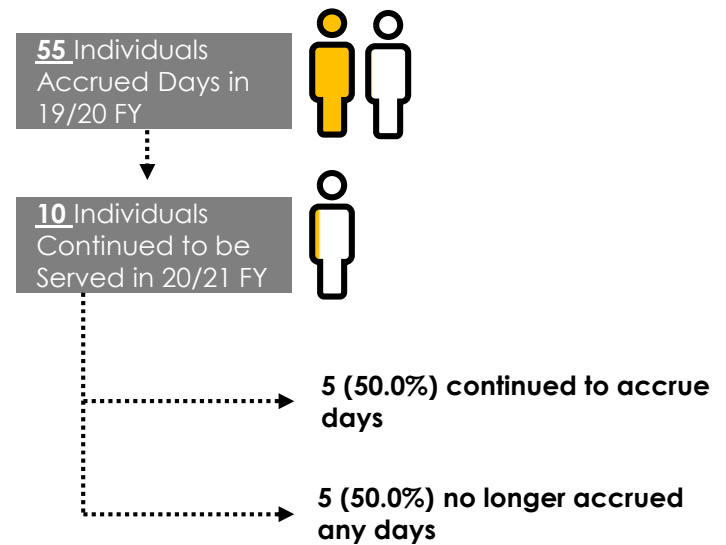 55 Individuals
Accrued Days in
19/20 FY
10 Individuals
Continued to be
Served in 20/21 FY
5 (50.0%) continued to accrue
days
5 (50.0%) no longer accrued
any days